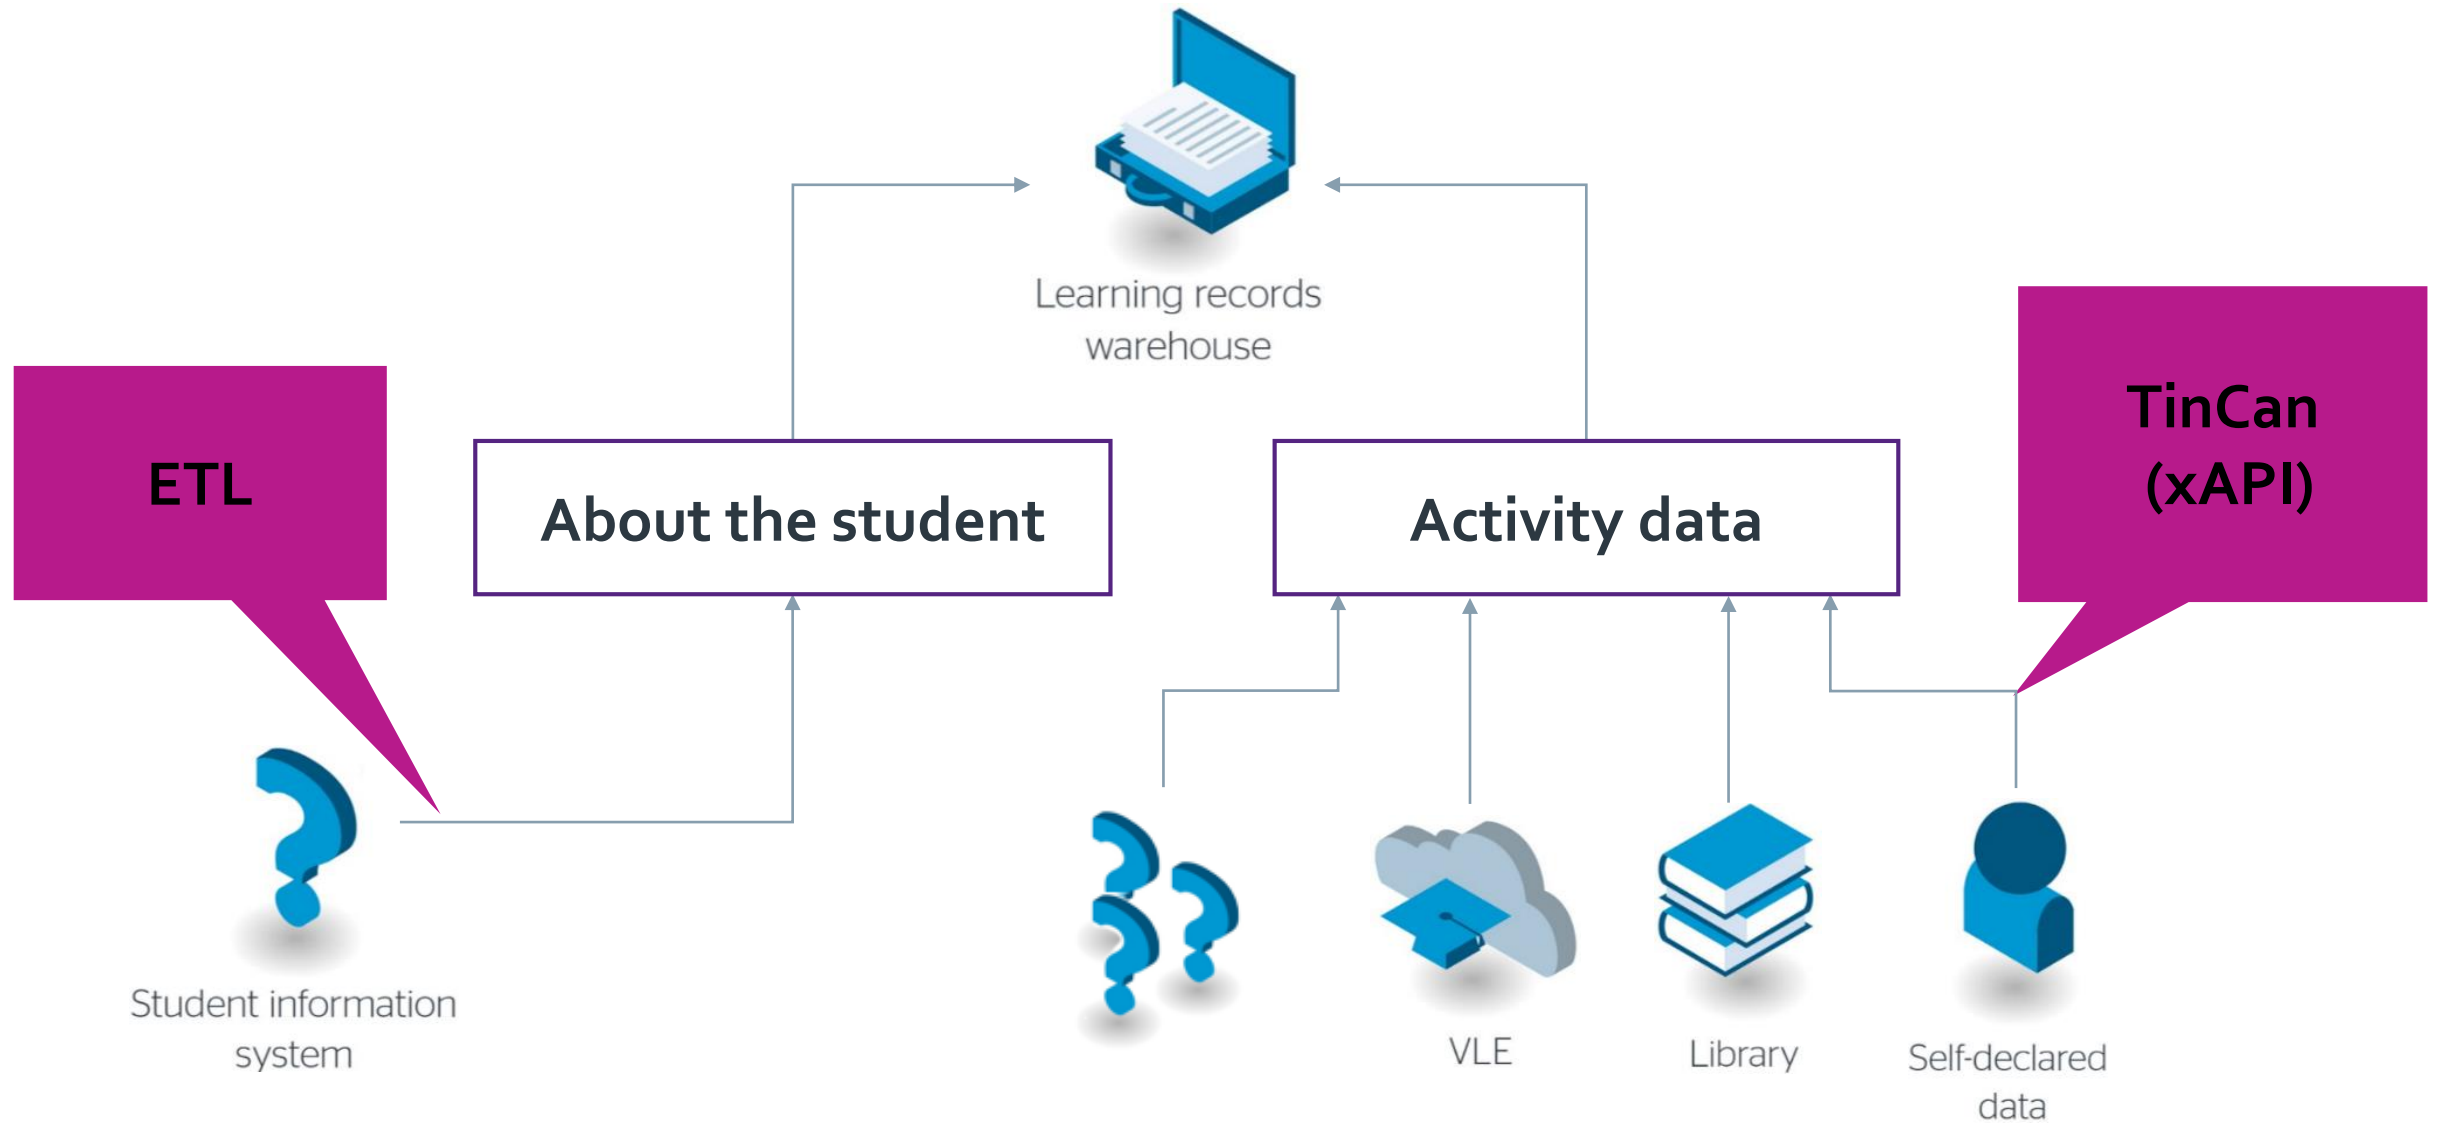 Learning records
warehouse
ETL
About the student
Activity data
TinCan
(xAPI)
Student information
system
VLE
Library
Self-declared
data